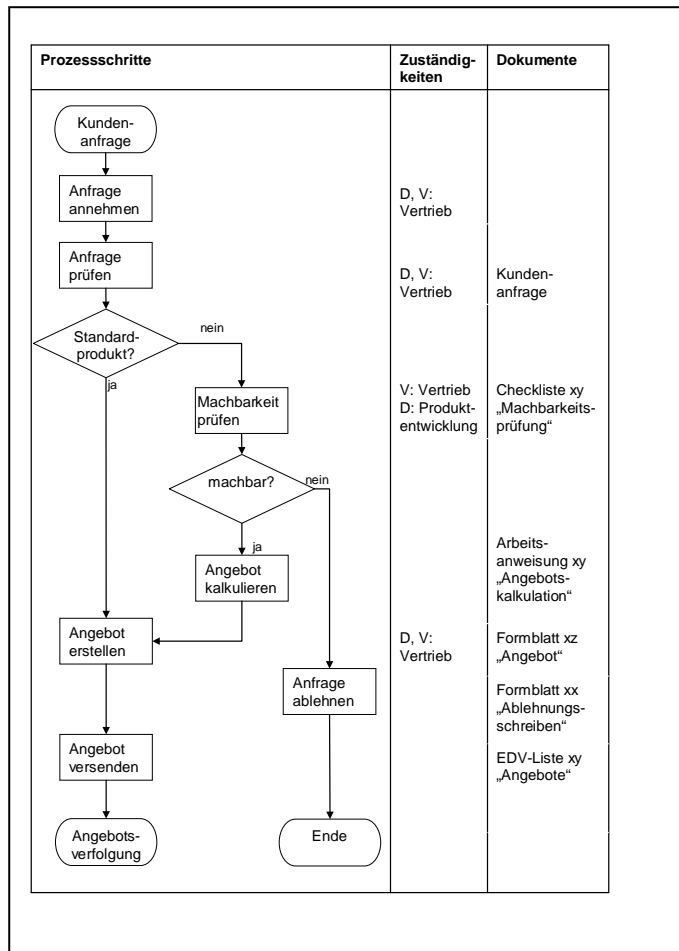 Prozessschritte
Zuständig-
keiten
Dokumente
Kunden-
anfrage
Anfrage
annehmen
D, V:
Vertrieb
Anfrage
prüfen
D, V:
Vertrieb
Kunden-
anfrage
Standard-
produkt?
nein
ja
Machbarkeit
prüfen
V: Vertrieb
D: Produkt-
entwicklung
Checkliste xy
„Machbarkeits-
prüfung“
machbar?
nein
ja
Angebot
kalkulieren
Arbeits-
anweisung xy
„Angebots-
kalkulation“
Angebot
erstellen
D, V:
Vertrieb
Formblatt xz
„Angebot“
Anfrage
ablehnen
Formblatt xx
„Ablehnungs-
schreiben“
Angebot
versenden
EDV-Liste xy
„Angebote“
Angebots-
verfolgung
Ende